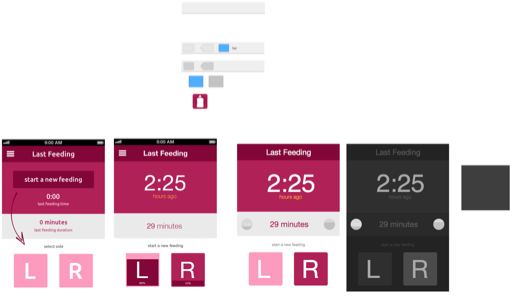 9:00 AM
Last Feeding
start a new feeding
0:00
last feeding time
0 minutes
last feeding duration
select side
L R
9:00 AM
Last Feeding
2:25
hours ago
29 minutes
start a new feeding
L R
Last Feeding
2:25
hours ago
29 minutes
start a new feeding
L R
Last Feeding
2:25
hours ago
29 minutes
start a new feeding
L R